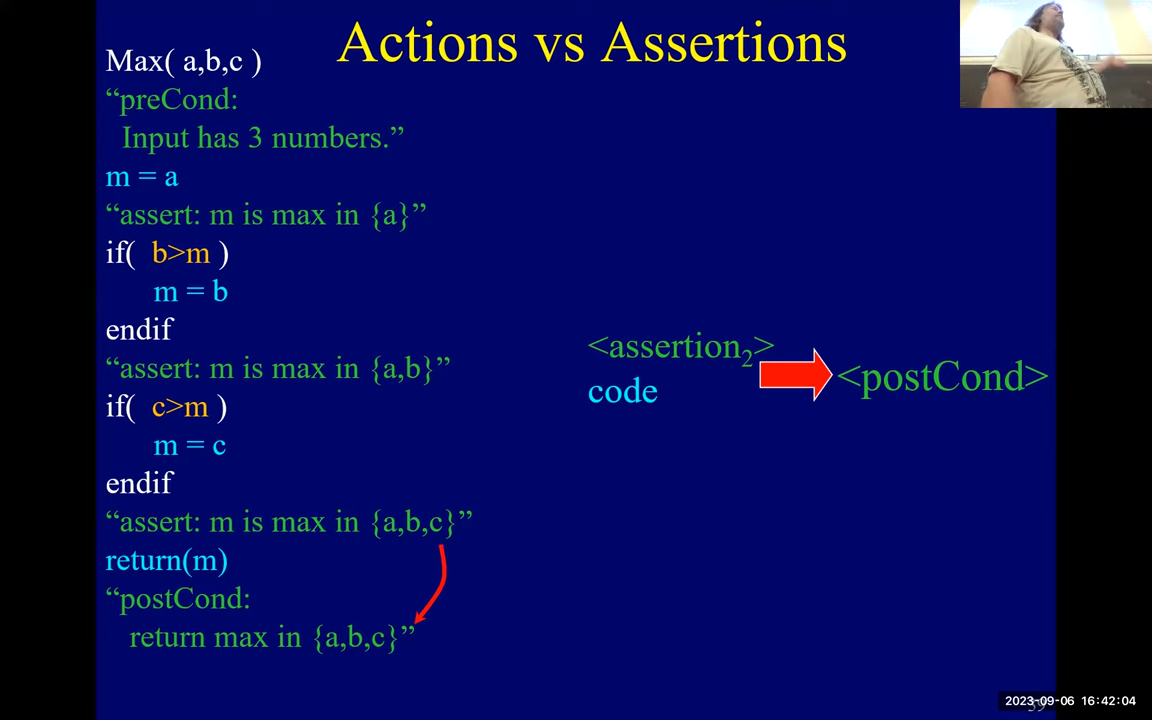 Actions vs Assertions
Max( a,b,c )
“preCond:
Input has 3 numbers.”
m = a
“assert: m is max in {a}”
if( b>m )
m = b
endif
“assert: m is max in {a,b}”
if( c>m )
m = c
endif
“assert: m is max in {a,b,c}”
return(m)
“postCond:
return max in {a,b,c}”
<assertion₂>
code
<postCond>
2023-09-06 16:42:04